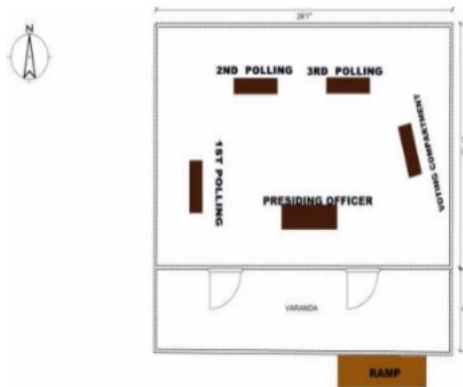 N
26'1"
2ND POLLING
3RD POLLING
1ST POLLING
VOTING COMPARTMENT
PRESIDING OFFICER
VARANDA
RAMP